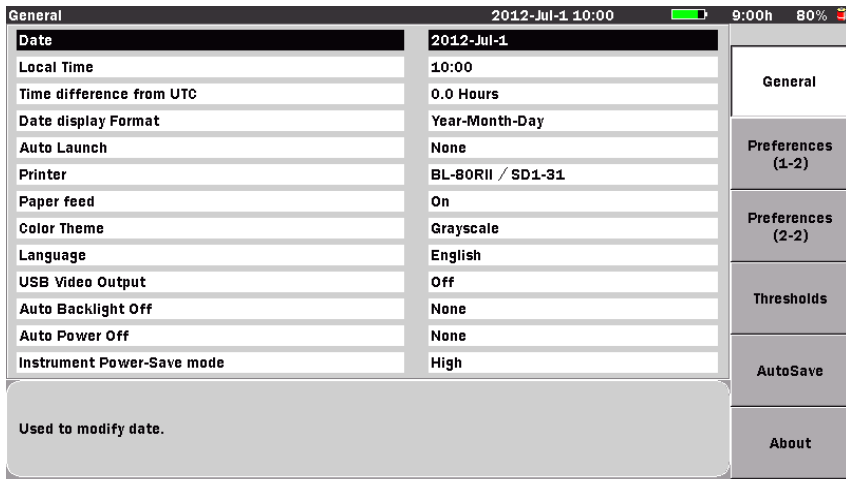 General 2012-Jul-1 10:00 9:00h 80%
Date 2012-Jul-1
Local Time 10:00
Time difference from UTC 0.0 Hours
Date display Format Year-Month-Day
Auto Launch None
Printer BL-80RII / SD1-31
Paper feed On
Color Theme Grayscale
Language English
USB Video Output Off
Auto Backlight Off None
Auto Power Off None
Instrument Power-Save mode High
Used to modify date.
General
Preferences
(1-2)
Preferences
(2-2)
Thresholds
AutoSave
About